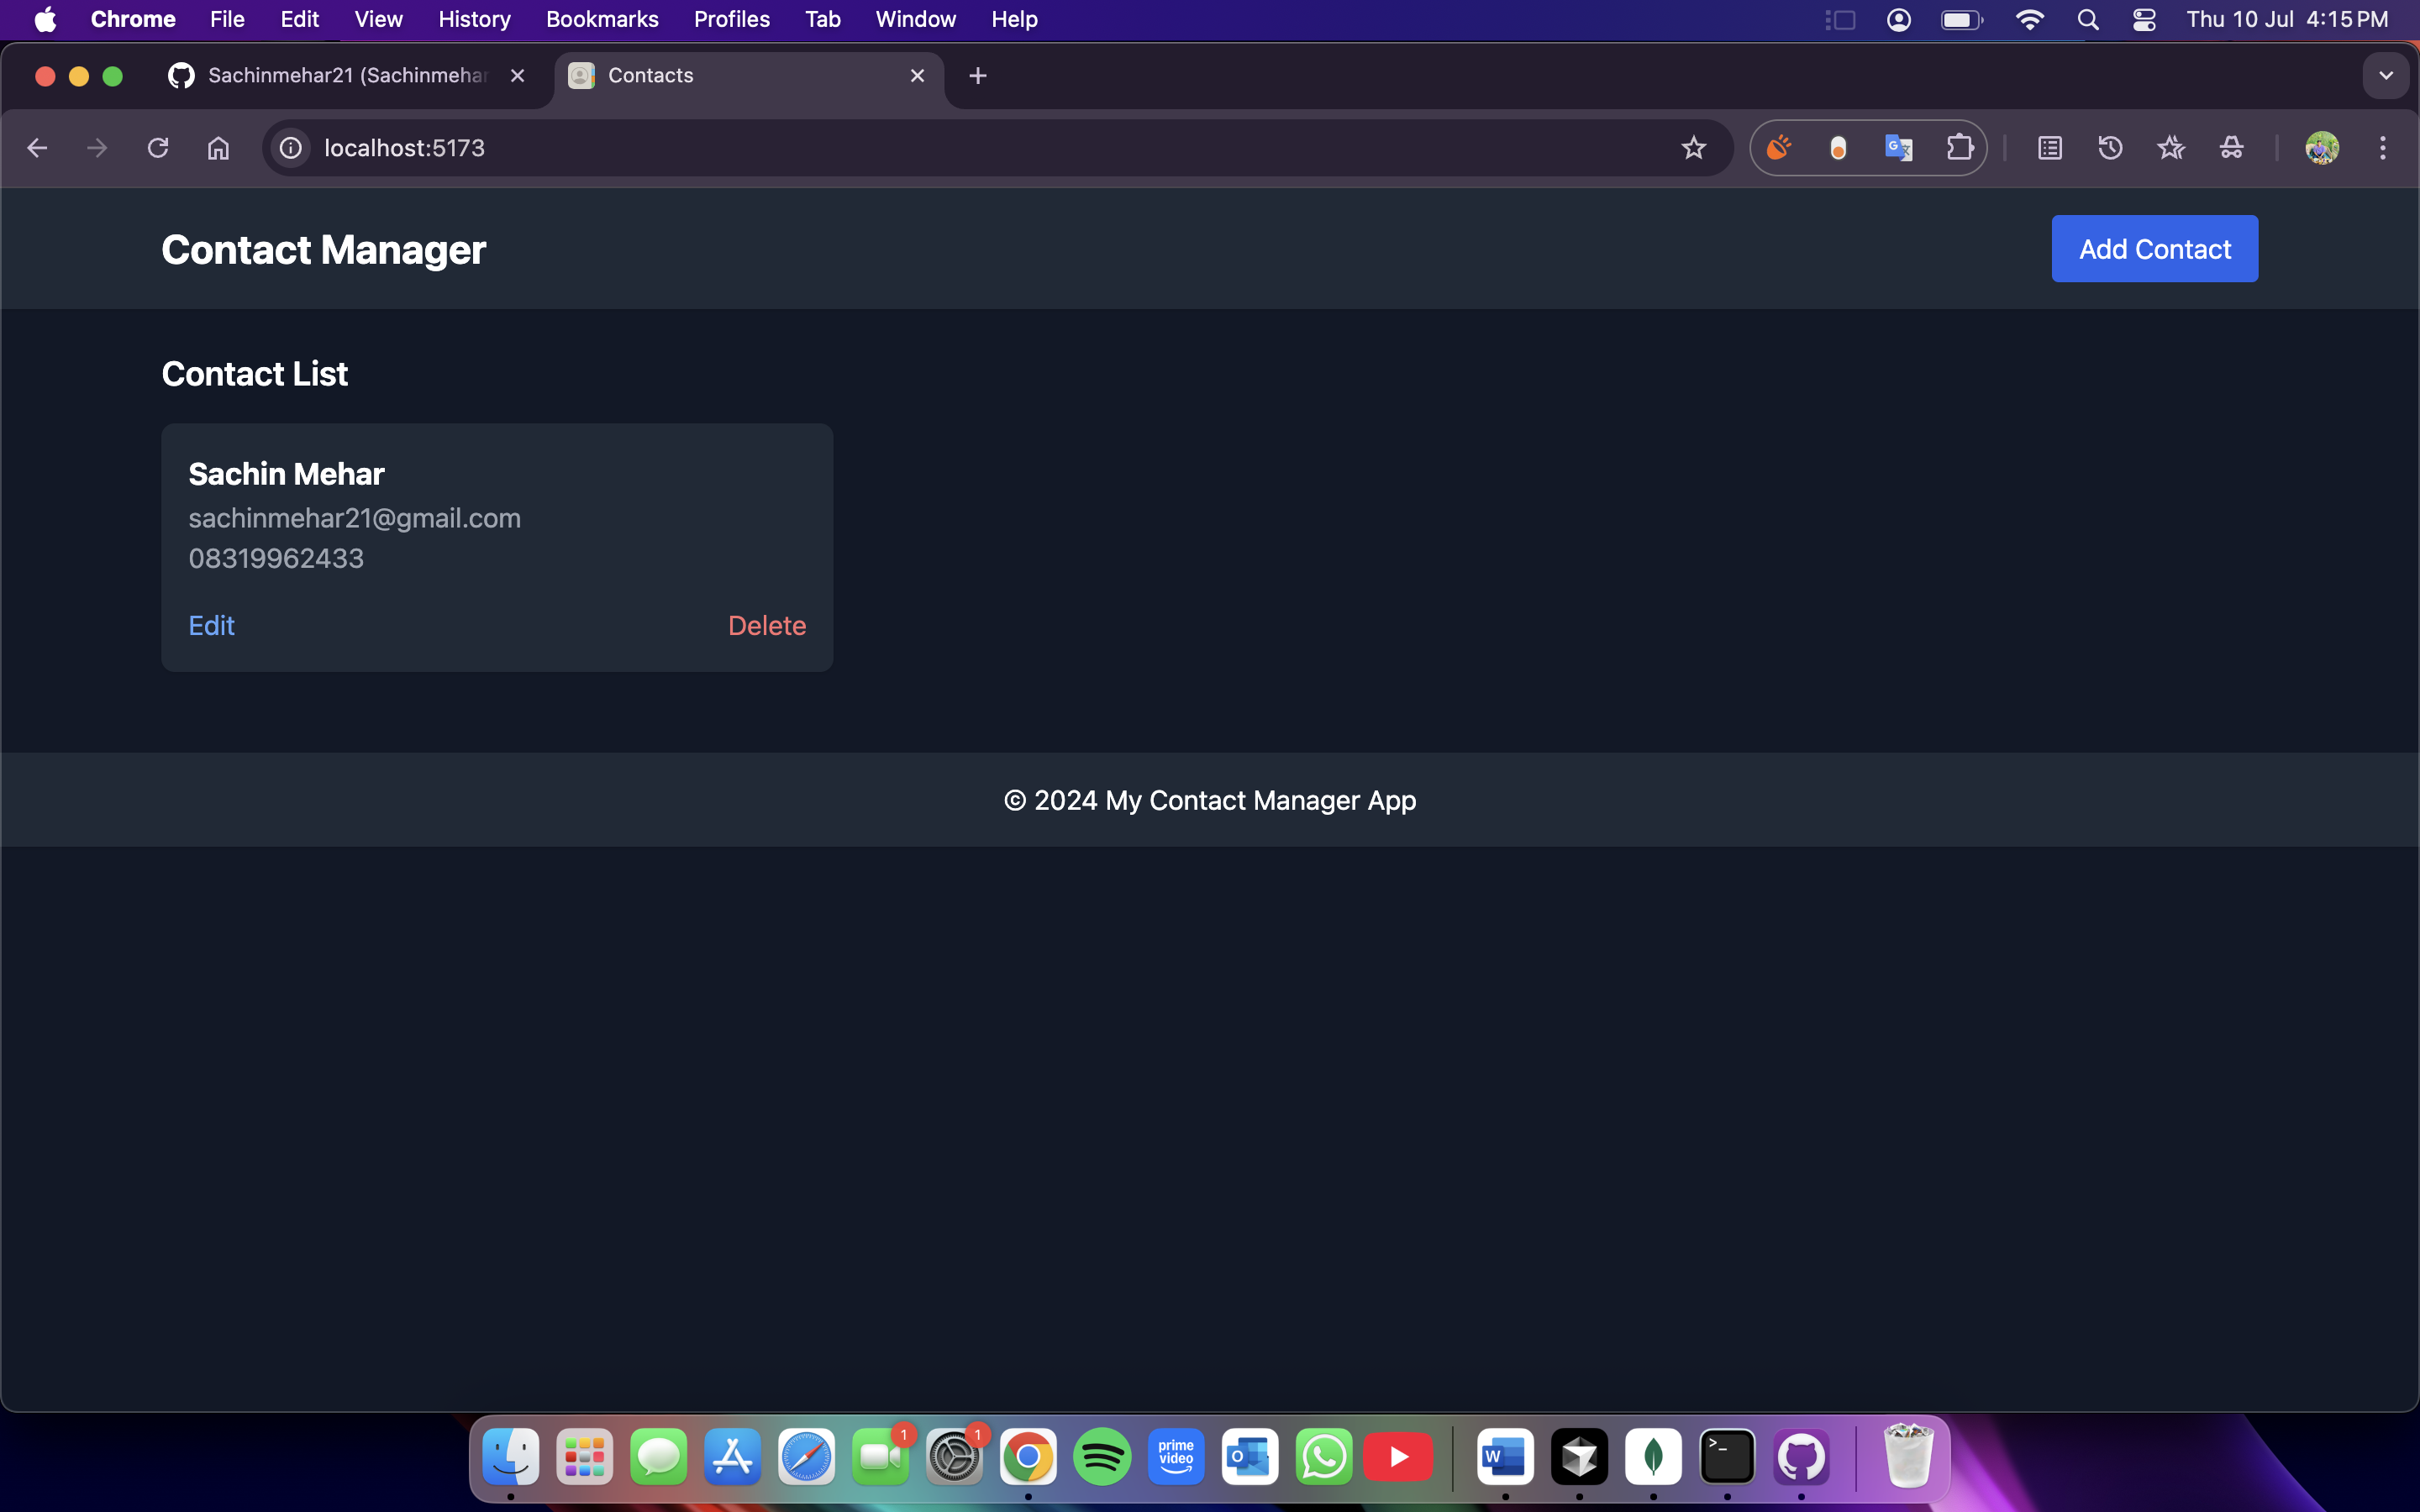 Chrome File Edit View History Bookmarks Profiles Tab Window Help Thu 10 Jul 4:15 PM
Sachinmehar21 (Sachinmehar Contacts
localhost:5173
Contact Manager Add Contact
Contact List
Sachin Mehar
sachinmehar21@gmail.com
08319962433
Edit Delete
© 2024 My Contact Manager App
1 1
prime
video
O W >_